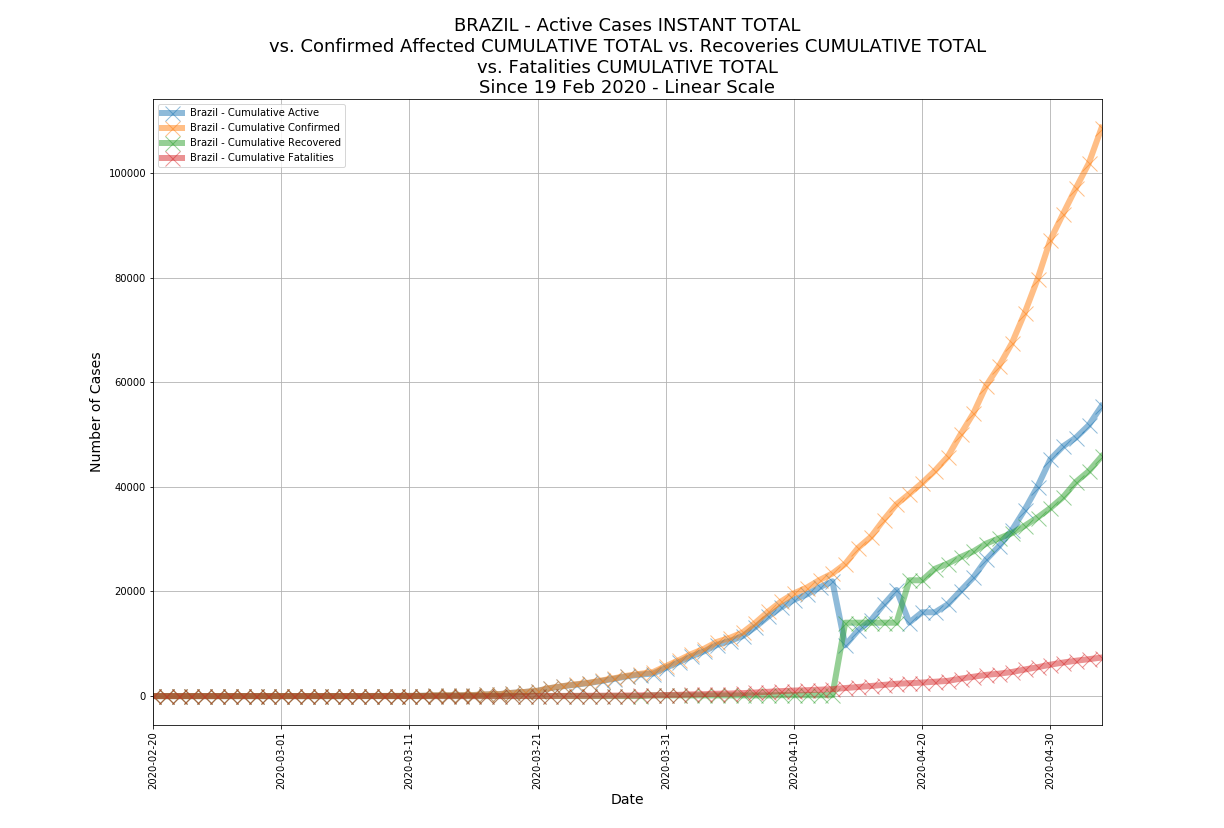 BRAZIL - Active Cases INSTANT TOTAL
vs. Confirmed Affected CUMULATIVE TOTAL vs. Recoveries CUMULATIVE TOTAL
vs. Fatalities CUMULATIVE TOTAL
Since 19 Feb 2020 - Linear Scale
Brazil - Cumulative Active
Brazil - Cumulative Confirmed
Brazil - Cumulative Recovered
Brazil - Cumulative Fatalities
Number of Cases
100000
80000
60000
40000
20000
0
2020-02-20
2020-03-01
2020-03-11
2020-03-21
2020-03-31
2020-04-10
2020-04-20
2020-04-30
Date